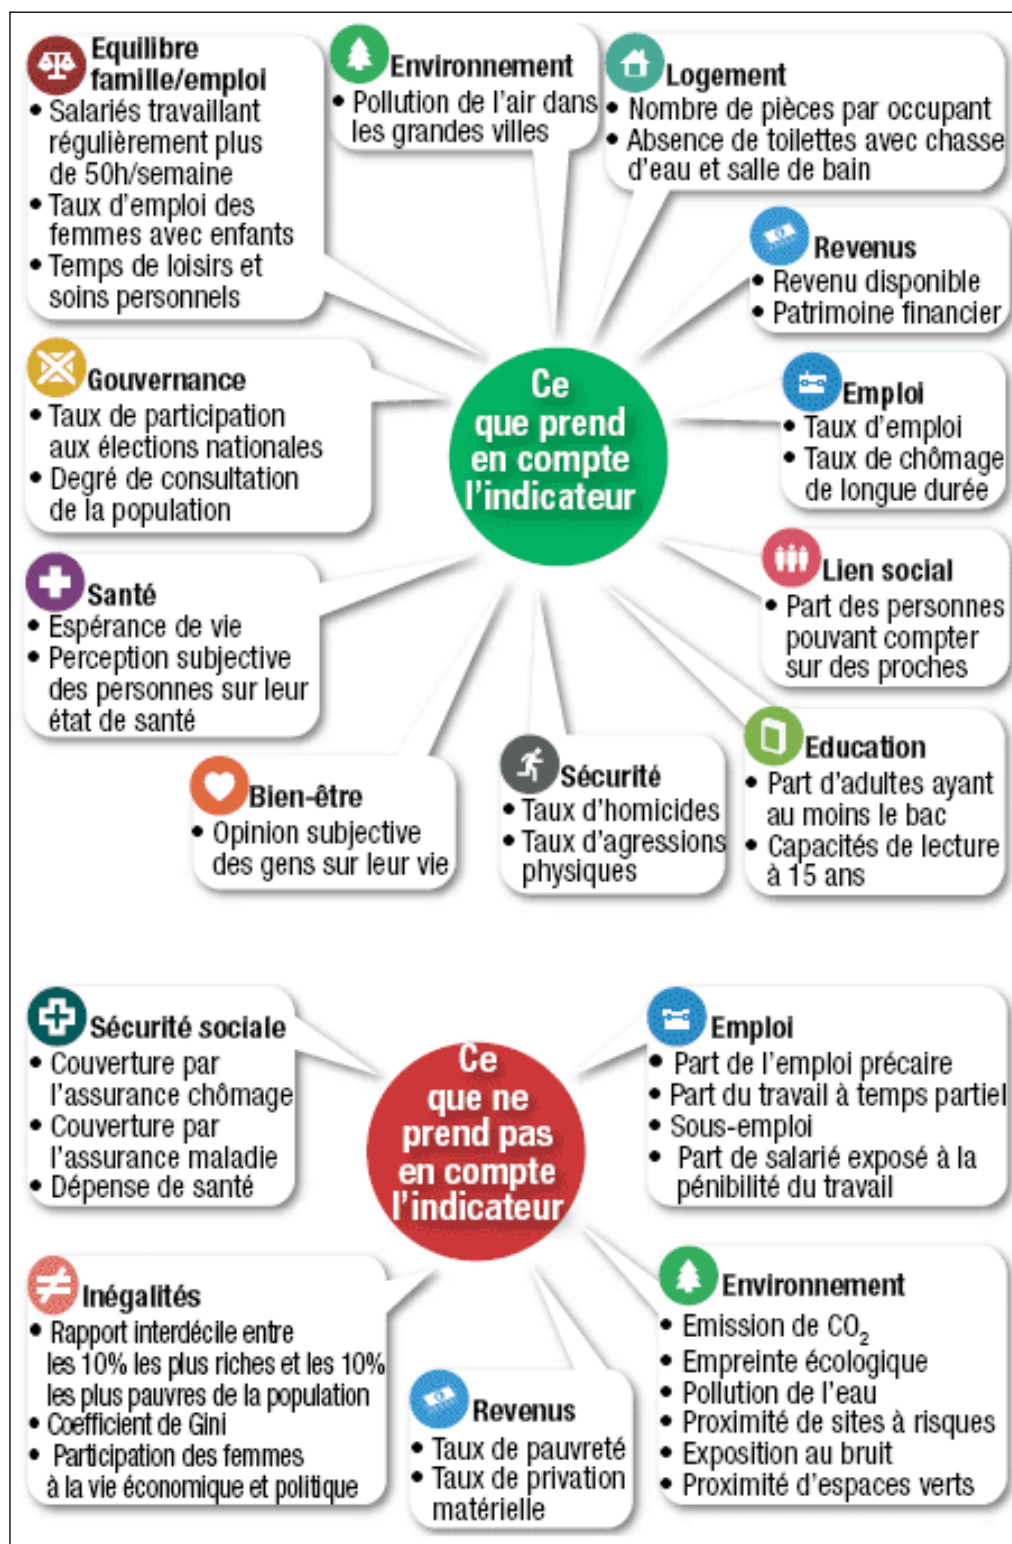 Equilibre
famille/emploi
• Salariés travaillant
régulièrement plus
de 50h/semaine
• Taux d'emploi des
femmes avec enfants
• Temps de loisirs et
soins personnels
Environnement
• Pollution de l'air dans
les grandes villes
Logement
• Nombre de pièces par occupant
• Absence de toilettes avec chasse
d'eau et salle de bain
Revenus
• Revenu disponible
• Patrimoine financier
Gouvernance
• Taux de participation
aux élections nationales
• Degré de consultation
de la population
Ce
que prend
en compte
l'indicateur
Emploi
• Taux d'emploi
• Taux de chômage
de longue durée
Lien social
• Part des personnes
pouvant compter
sur des proches
Santé
• Espérance de vie
• Perception subjective
des personnes sur leur
état de santé
Bien-être
• Opinion subjective
des gens sur leur vie
Sécurité
• Taux d'homicides
• Taux d'agressions
physiques
Education
• Part d'adultes ayant
au moins le bac
• Capacités de lecture
à 15 ans
Sécurité sociale
• Couverture par
l'assurance chômage
• Couverture par
l'assurance maladie
• Dépense de santé
Ce
que ne
prend pas
en compte
l'indicateur
Emploi
• Part de l'emploi précaire
• Part du travail à temps partiel
• Sous-emploi
• Part de salarié exposé à la
pénibilité du travail
Inégalités
• Rapport interdécile entre
les 10% les plus riches et les 10%
les plus pauvres de la population
• Coefficient de Gini
• Participation des femmes
à la vie économique et politique
Revenus
• Taux de pauvreté
• Taux de privation
matérielle
Environnement
• Emission de CO₂
• Empreinte écologique
• Pollution de l'eau
• Proximité de sites à risques
• Exposition au bruit
• Proximité d'espaces verts